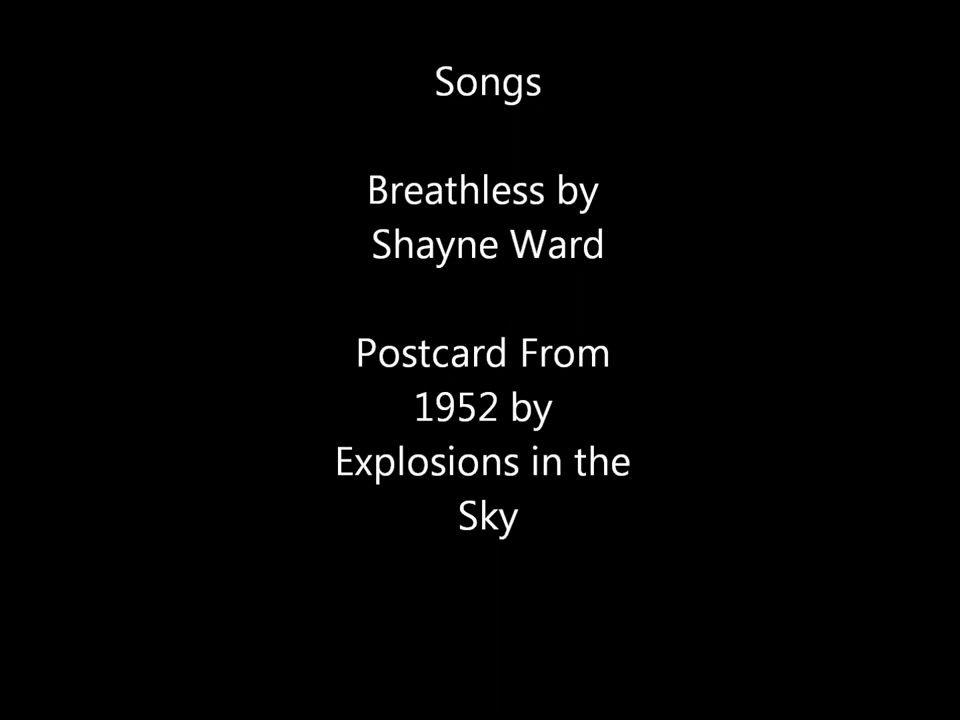 Songs
Breathless by
Shayne Ward
Postcard From
1952 by
Explosions in the
Sky